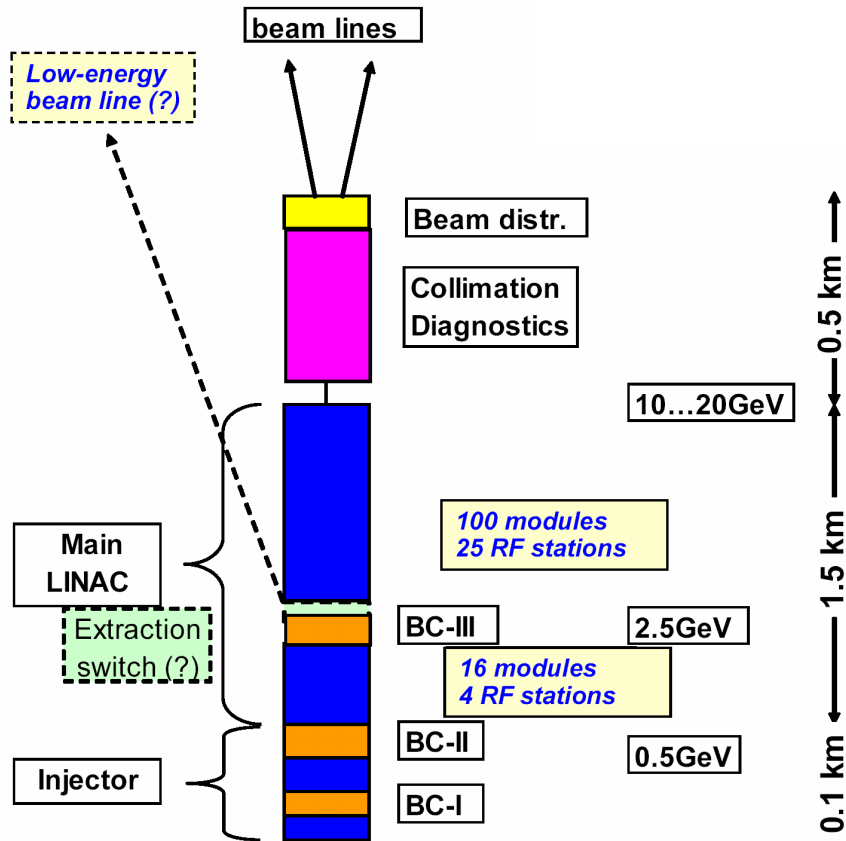 beam lines
Low-energy
beam line (?)
Beam distr.
Collimation
Diagnostics
0.5 km
10...20GeV
100 modules
25 RF stations
Main
LINAC
1.5 km
Extraction
switch (?)
BC-III
2.5GeV
16 modules
4 RF stations
BC-II
0.5GeV
Injector
BC-I
0.1 km